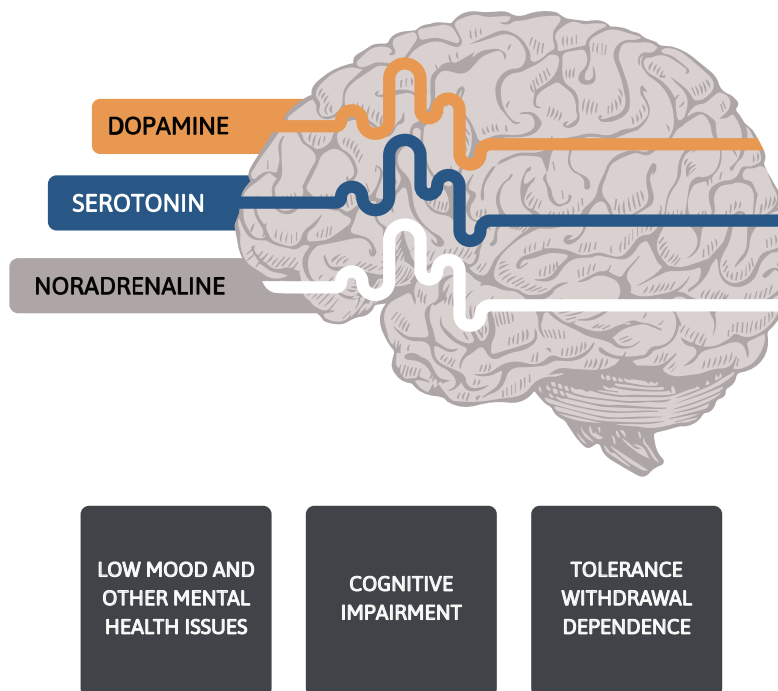 DOPAMINE
SEROTONIN
NORADRENALINE
LOW MOOD AND
OTHER MENTAL
HEALTH ISSUES
COGNITIVE
IMPAIRMENT
TOLERANCE
WITHDRAWAL
DEPENDENCE